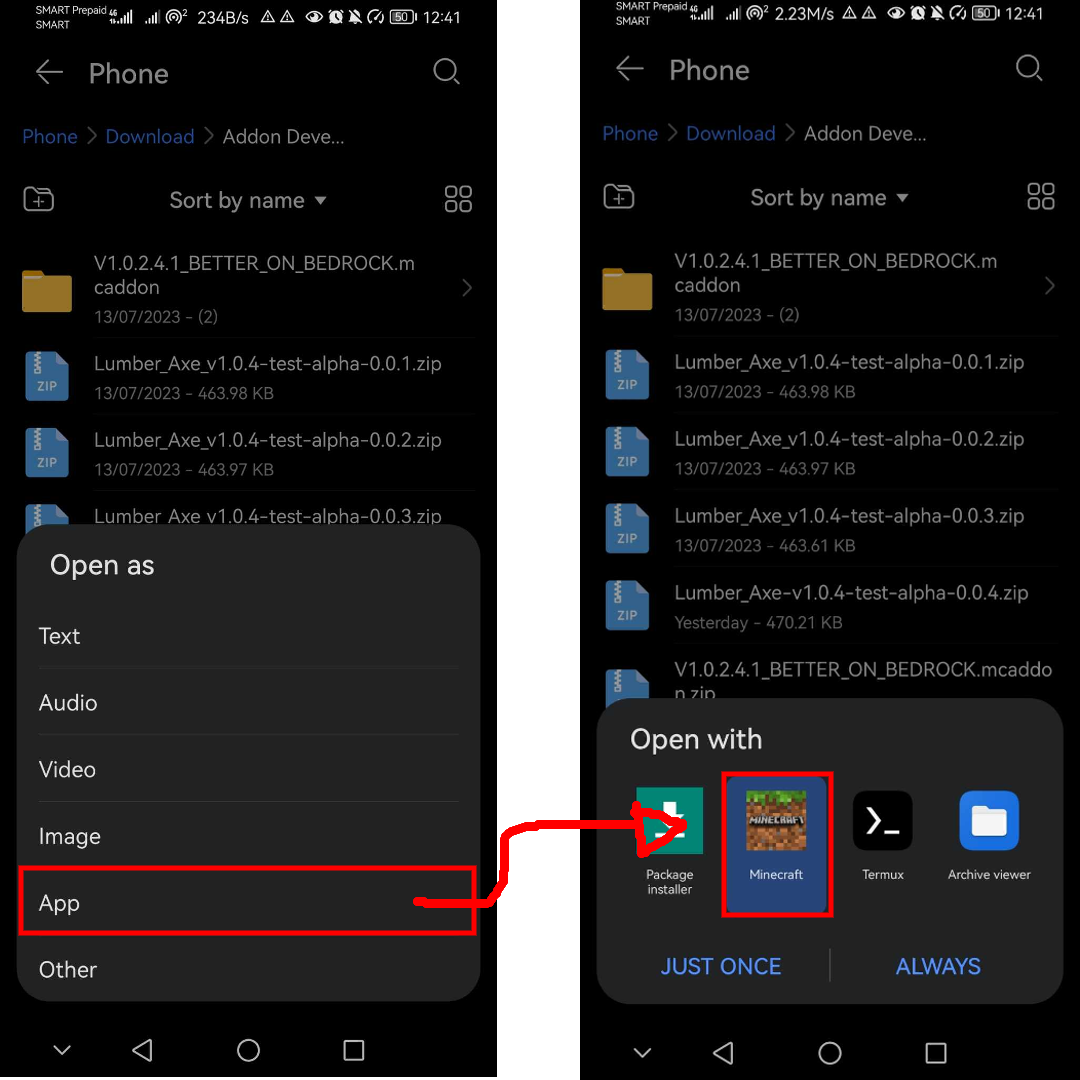 SMART Prepaid
SMART
4G
2
234B/s
50
12:41
Phone
Phone > Download > Addon Deve...
Sort by name
V1.0.2.4.1_BETTER_ON_BEDROCK.m
caddon
13/07/2023 - (2)
ZIP
Lumber_Axe_v1.0.4-test-alpha-0.0.1.zip
13/07/2023 - 463.98 KB
ZIP
Lumber_Axe_v1.0.4-test-alpha-0.0.2.zip
13/07/2023 - 463.97 KB
Lumber_Axe_v1.0.4-test-alpha-0.0.3.zip
Open as
Text
Audio
Video
Image
App
Other
SMART Prepaid
SMART
4G
2
2.23M/s
50
12:41
Phone
Phone > Download > Addon Deve...
Sort by name
V1.0.2.4.1_BETTER_ON_BEDROCK.m
caddon
13/07/2023 - (2)
ZIP
Lumber_Axe_v1.0.4-test-alpha-0.0.1.zip
13/07/2023 - 463.98 KB
ZIP
Lumber_Axe_v1.0.4-test-alpha-0.0.2.zip
13/07/2023 - 463.97 KB
ZIP
Lumber_Axe_v1.0.4-test-alpha-0.0.3.zip
13/07/2023 - 463.61 KB
ZIP
Lumber_Axe-v1.0.4-test-alpha-0.0.4.zip
Yesterday - 470.21 KB
V1.0.2.4.1_BETTER_ON_BEDROCK.mcaddo
n.zip
Open with
MINECRAFT
Package
installer
Minecraft
Termux
Archive viewer
JUST ONCE
ALWAYS